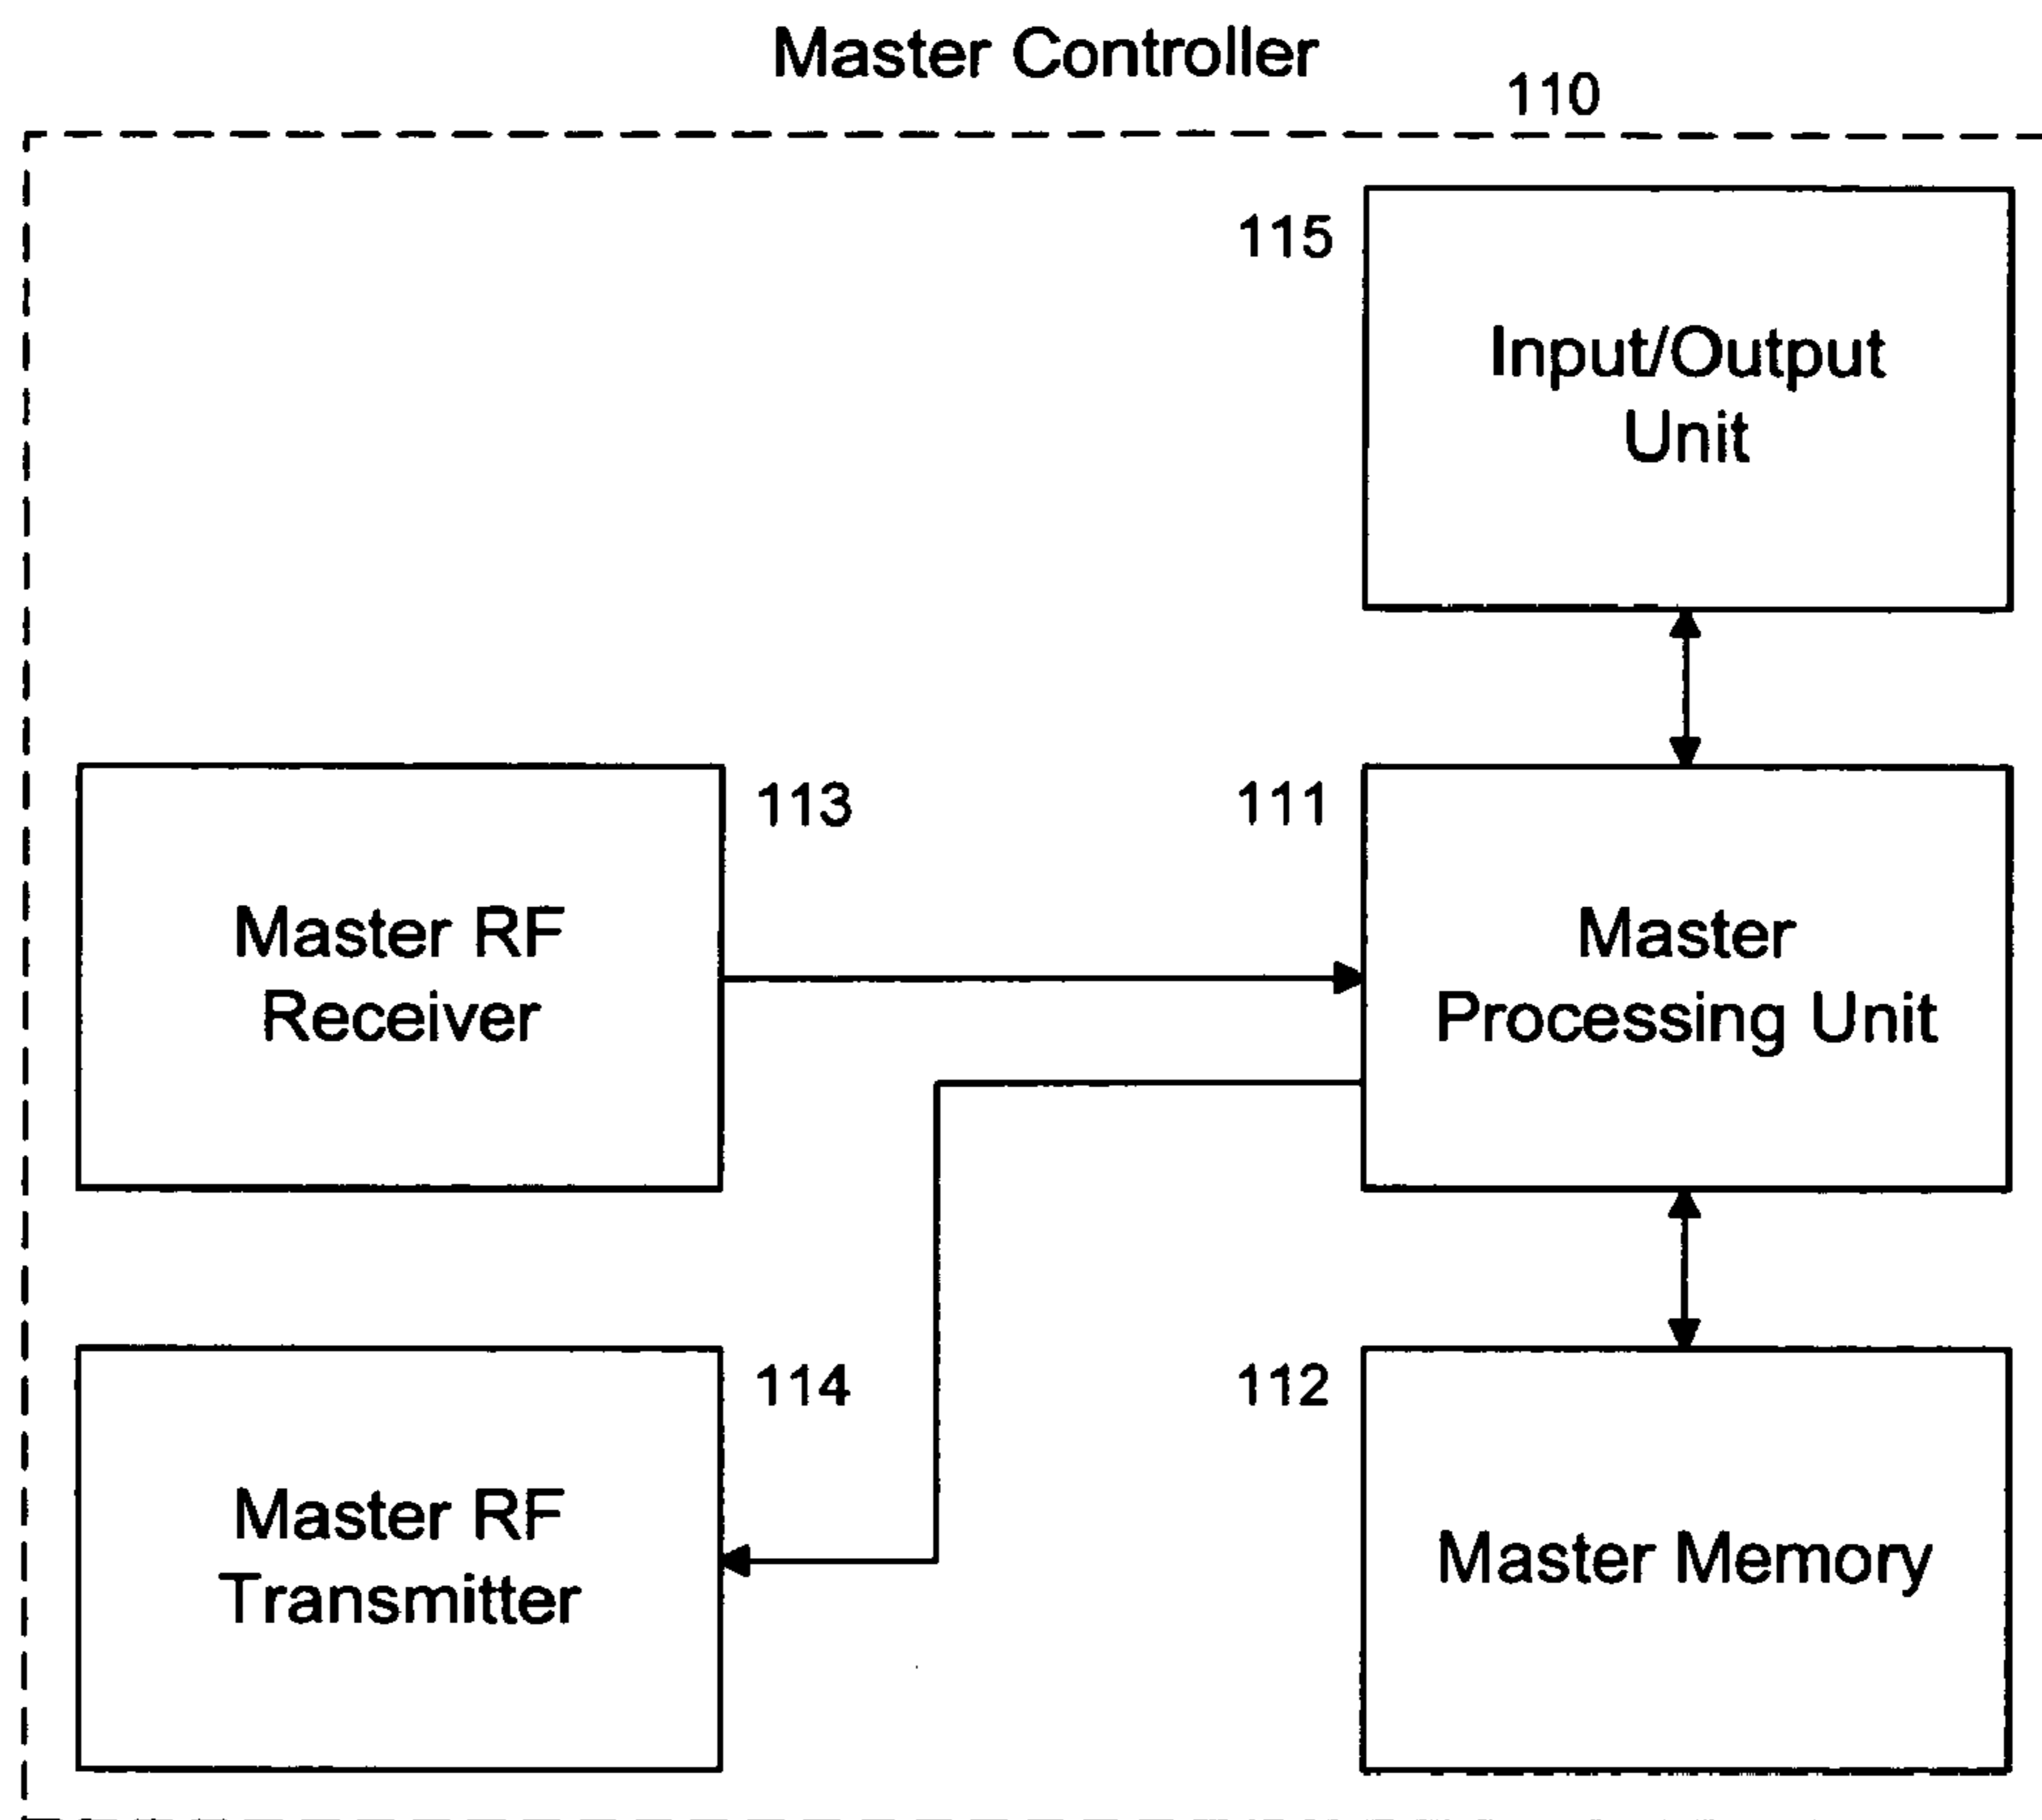 Master Controller
110
115
Input/Output
Unit
113
111
Master RF
Receiver
Master
Processing Unit
114
112
Master RF
Transmitter
Master Memory